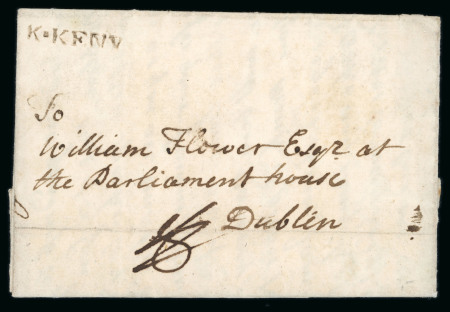 K•KENY
To
William Flower Esqr. at
the Parliament house
Dublin